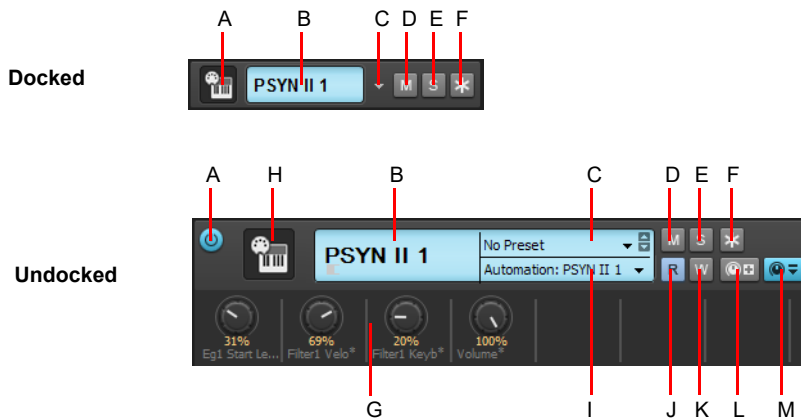 A B C D E F
Docked
PSYN II 1 M S
A H B C D E F
No Preset M S
PSYN II 1
Automation: PSYN II 1 R W
Undocked
31% 69% 20% 100%
Eg1 Start Le... Filter1 Velo* Filter1 Keyb* Volume*
G I J K L M